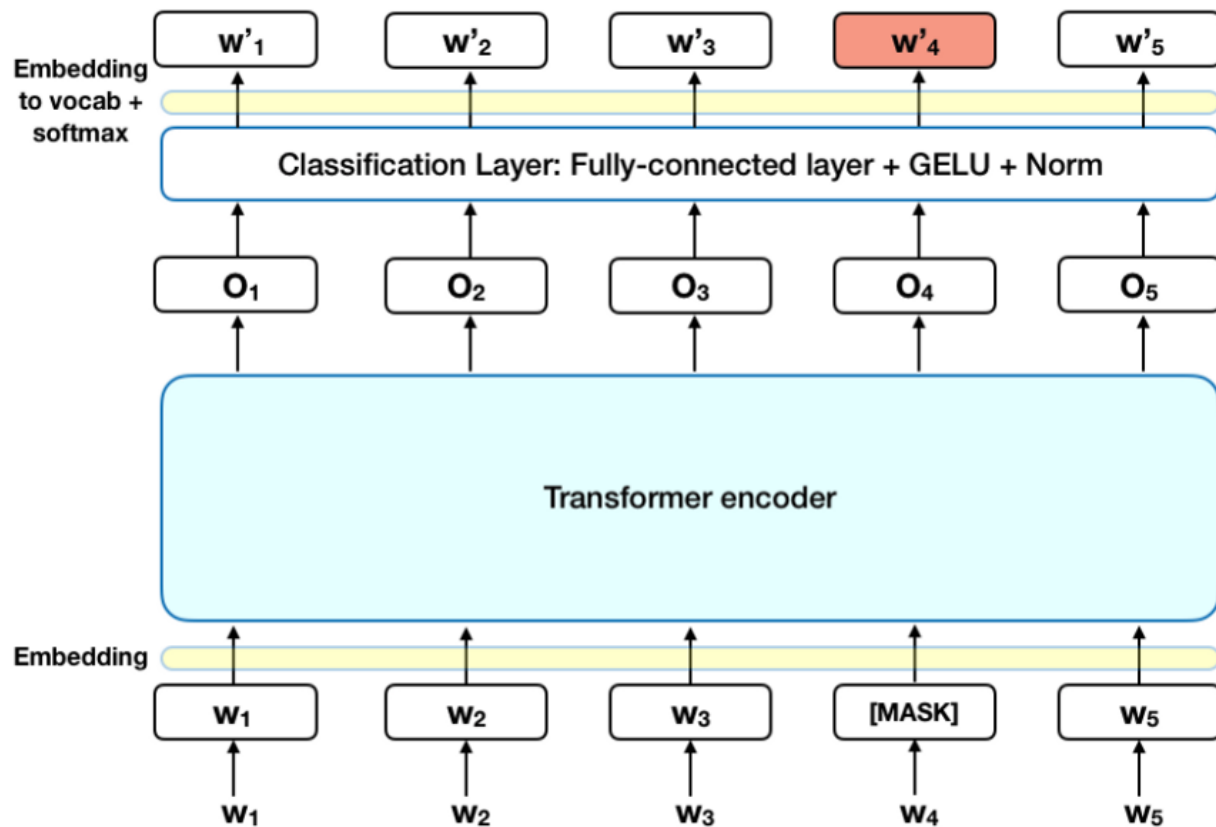 w’₁ w’₂ w’₃ w’₄ w’₅
Embedding
to vocab +
softmax
Classification Layer: Fully-connected layer + GELU + Norm
O₁ O₂ O₃ O₄ O₅
Transformer encoder
Embedding
W₁ W₂ W₃ [MASK] W₅
W₁ W₂ W₃ W₄ W₅